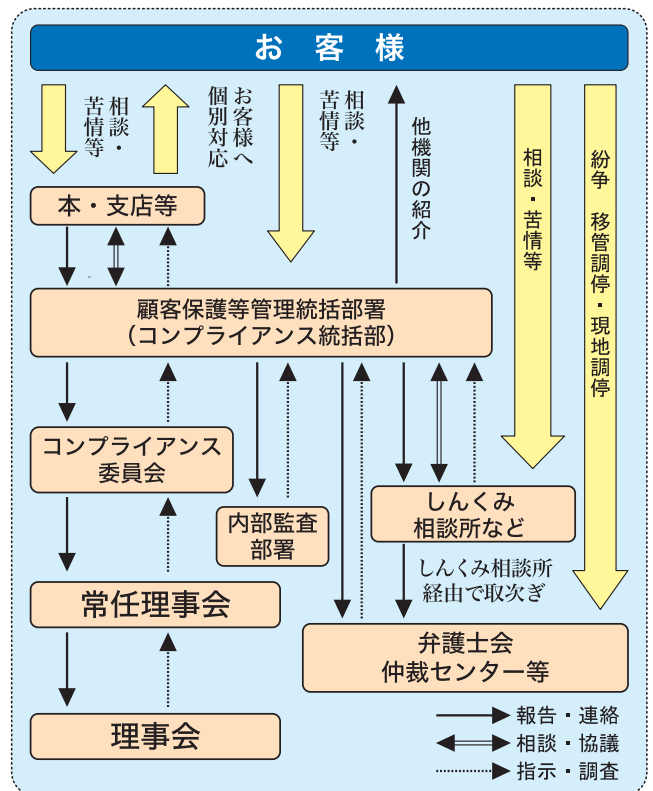 お客様
相談・
苦情等
お客様へ
個別対応
相談・
苦情等
他機関の紹介
相談・苦情等
紛争 移管調停・現地調停
本・支店等
顧客保護等管理統括部署
（コンプライアンス統括部）
コンプライアンス
委員会
内部監査
部署
しんくみ
相談所など
しんくみ相談所
経由で取次ぎ
常任理事会
弁護士会
仲裁センター等
理事会
報告・連絡
相談・協議
指示・調査